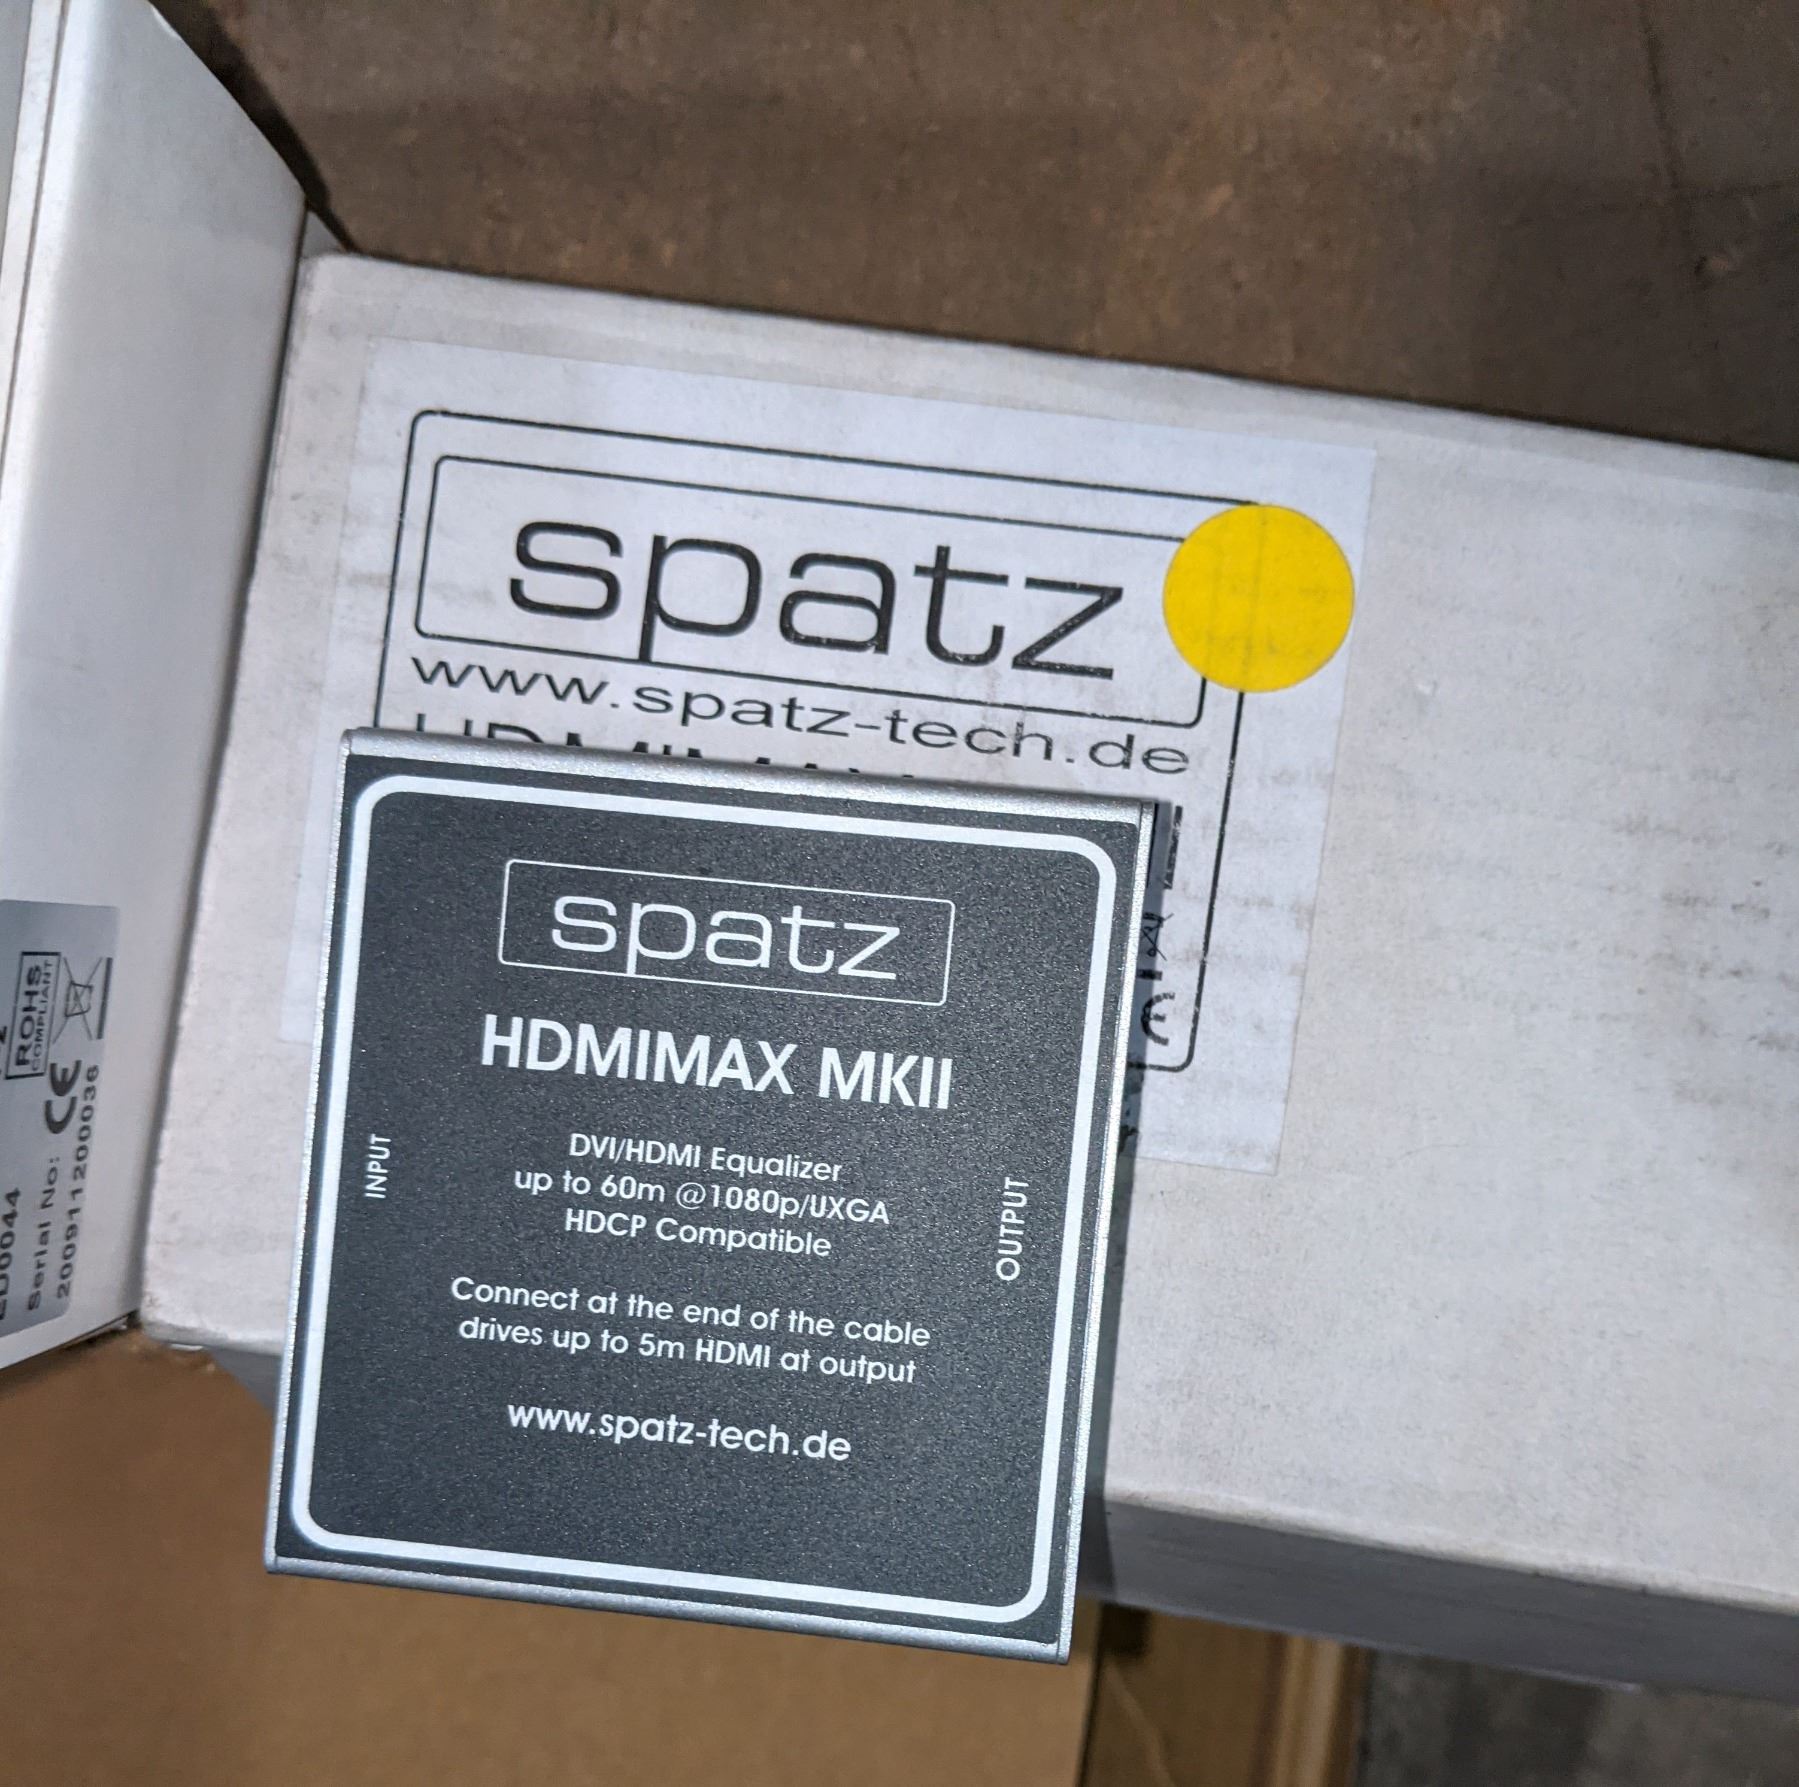 spatz
www.spatz-tech.de
spatz
HDMIMAX MKII
DVI/HDMI Equalizer
up to 60m @1080p/UXGA
HDCP Compatible
Connect at the end of the cable
drives up to 5m HDMI at output
www.spatz-tech.de
INPUT
OUTPUT
ROHS
COMPLIANT
CE
Serial No:
200911200036